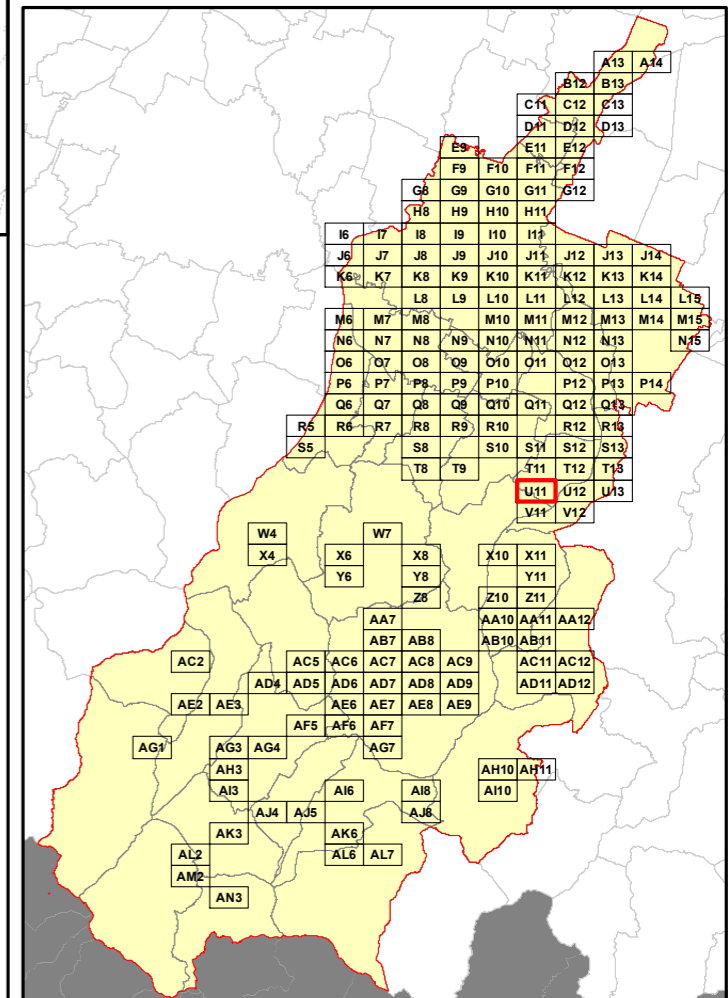 A13 A14
B12 B13
C11 C12 C13
D11 D12 D13
E9 E11 E12
F9 F10 F11 F12
G8 G9 G10 G11 G12
H8 H9 H10 H11
I6 I7 I8 I9 I10 I11
J6 J7 J8 J9 J10 J11 J12 J13 J14
K6 K7 K8 K9 K10 K11 K12 K13 K14
L8 L9 L10 L11 L12 L13 L14 L15
M6 M7 M8 M10 M11 M12 M13 M14 M15
N6 N7 N8 N9 N10 N11 N12 N13 N15
O6 O7 O8 O9 O10 O11 O12 O13
P6 P7 P8 P9 P10 P12 P13 P14
Q6 Q7 Q8 Q9 Q10 Q11 Q12 Q13
R5 R6 R7 R8 R9 R10 R12 R13
S5 S8 S10 S11 S12 S13
T8 T9 T11 T12 T13
U11 U12 U13
V11 V12
W4 W7
X4 X6 X8 X10 X11
Y6 Y8 Y11
Z8 Z10 Z11
AA7 AA10 AA11 AA12
AB7 AB8 AB10 AB11
AC2 AC5 AC6 AC7 AC8 AC9 AC11 AC12
AD4 AD5 AD6 AD7 AD8 AD9 AD11 AD12
AE2 AE3 AE6 AE7 AE8 AE9
AF5 AF6 AF7
AG1 AG3 AG4 AG7
AH3 AH10 AH11
AI3 AI6 AI8 AI10
AJ4 AJ5 AJ8
AK3 AK6
AL2 AL6 AL7
AM2
AN3